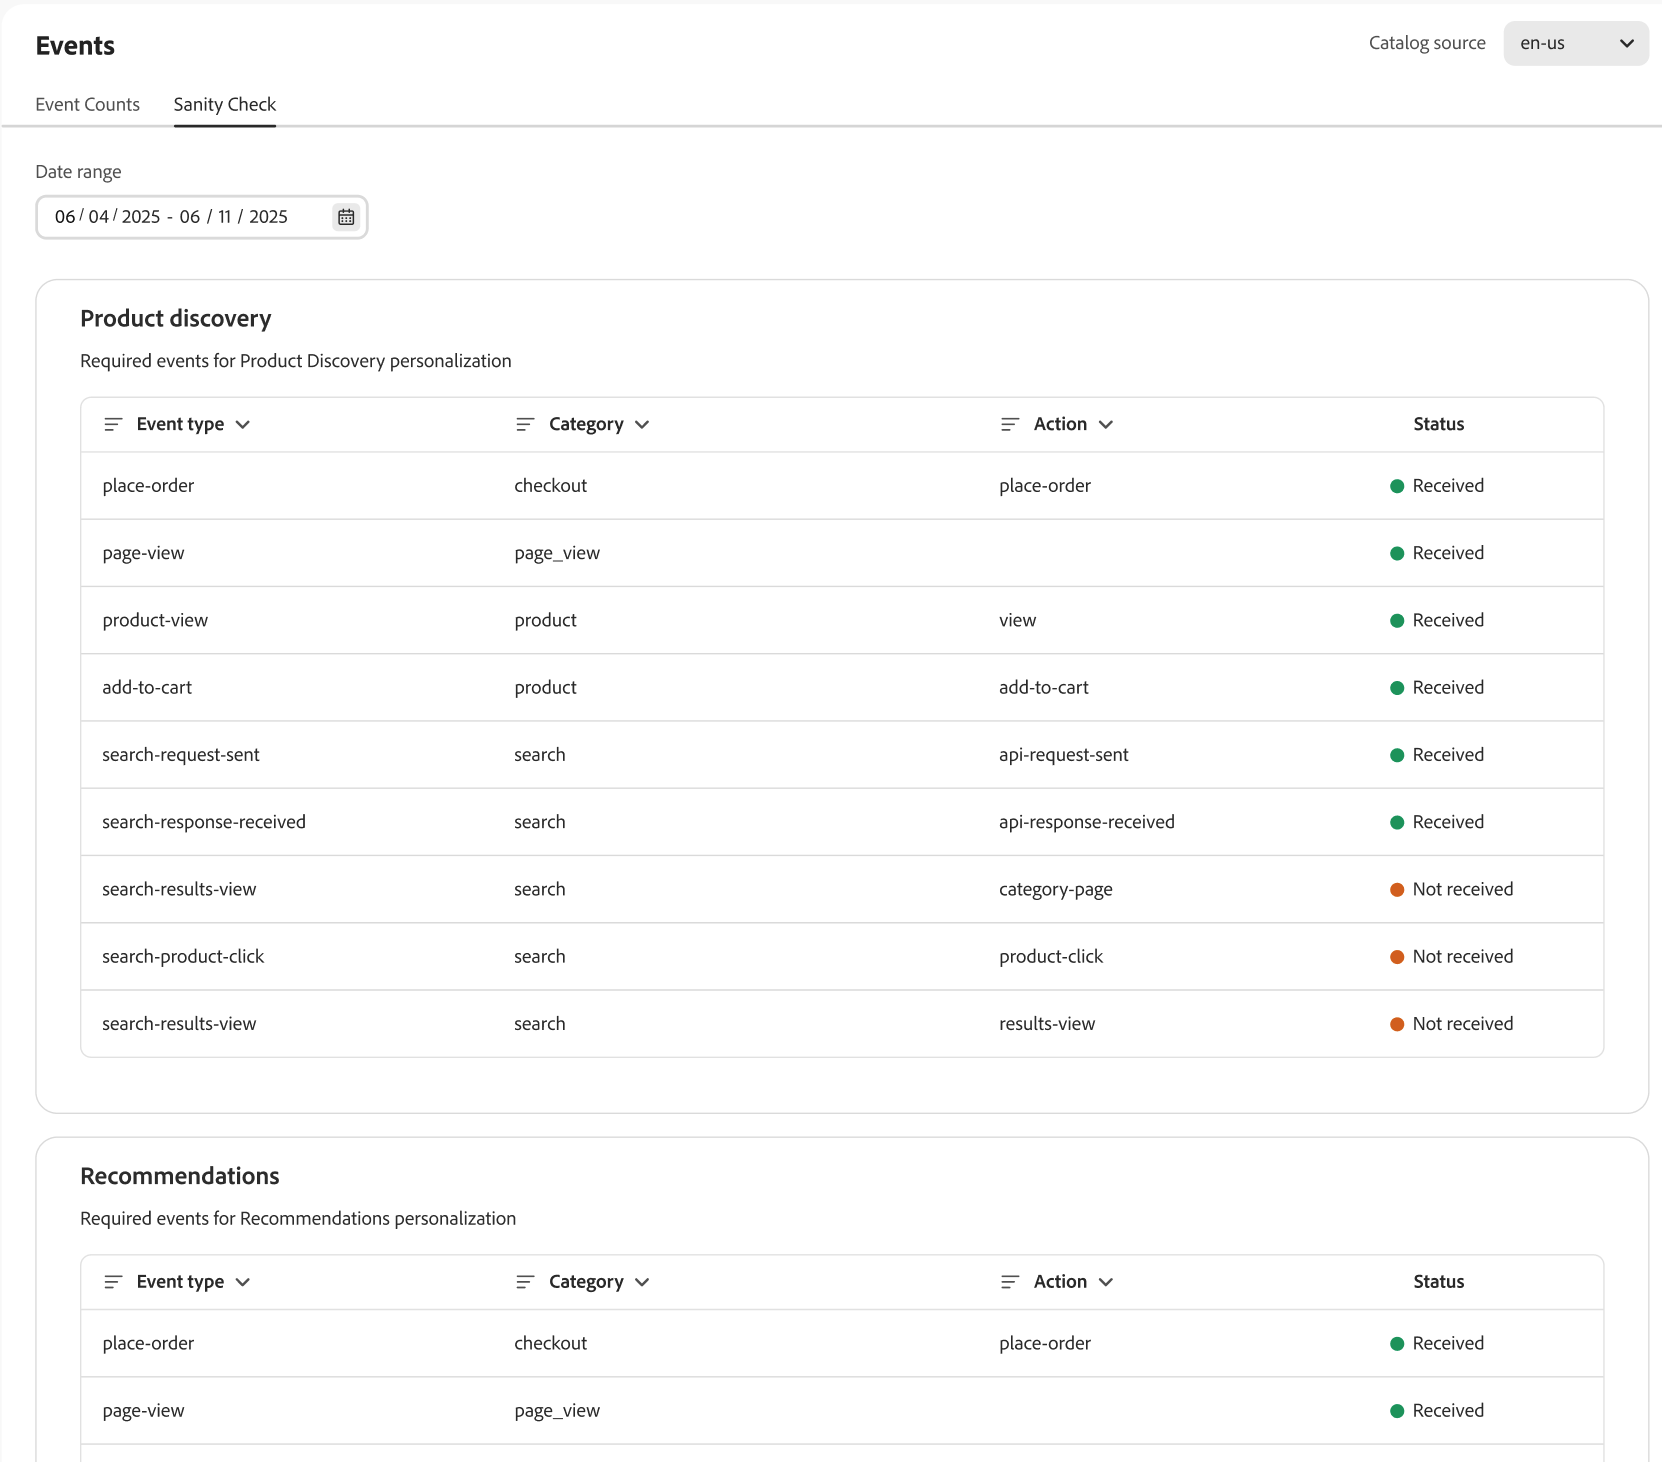 Events
Catalog source
en-us
Event Counts
Sanity Check
Date range
06 / 04 / 2025 - 06 / 11 / 2025
Product discovery
Required events for Product Discovery personalization
Event type Category Action Status
place-order checkout place-order Received
page-view page_view Received
product-view product view Received
add-to-cart product add-to-cart Received
search-request-sent search api-request-sent Received
search-response-received search api-response-received Received
search-results-view search category-page Not received
search-product-click search product-click Not received
search-results-view search results-view Not received
Recommendations
Required events for Recommendations personalization
Event type Category Action Status
place-order checkout place-order Received
page-view page_view Received